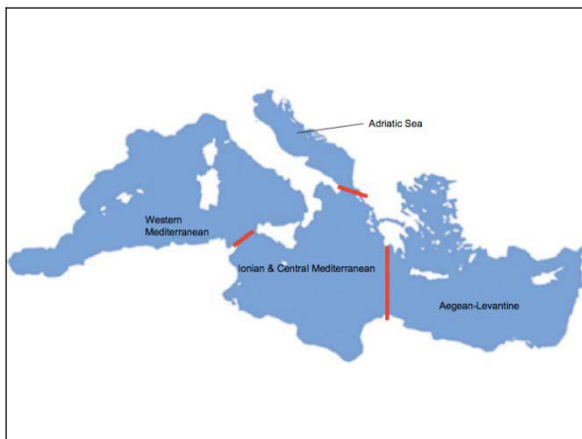 Adriatic Sea
Western
Mediterranean
Ionian & Central Mediterranean
Aegean-Levantine